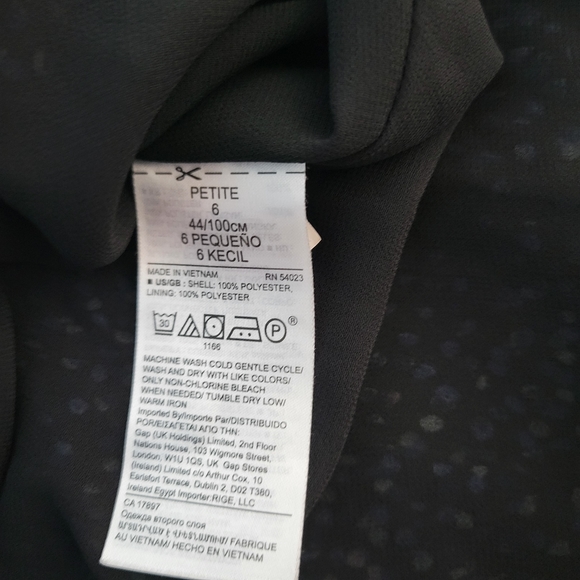 PETITE
6
44/100CM
6 PEQUEÑO
6 KECIL
MADE IN VIETNAM RN 54023
■ US/GB : SHELL: 100% POLYESTER,
LINING: 100% POLYESTER
30 P ®
1166
MACHINE WASH COLD GENTLE CYCLE/
WASH AND DRY WITH LIKE COLORS/
ONLY NON-CHLORINE BLEACH
WHEN NEEDED/ TUMBLE DRY LOW/
WARM IRON
Imported By/Importe Par/DISTRIBUIDO
POR/ΕΙΣΑΓΕΤΑΙ ΑΠΟ ΤΗΝ:
Gap (UK Holdings) Limited, 2nd Floor
Nations House, 103 Wigmore Street,
London, W1U 1QS, UK Gap Stores
(Ireland) Limited c/o Arthur Cox, 10
Earlsfort Terrace, Dublin 2, D02 T380,
Ireland Egypt Importer:RIGE, LLC
CA 17897
Одежда второго слоя
FABRIQUE
AU VIETNAM/ HECHO EN VIETNAM